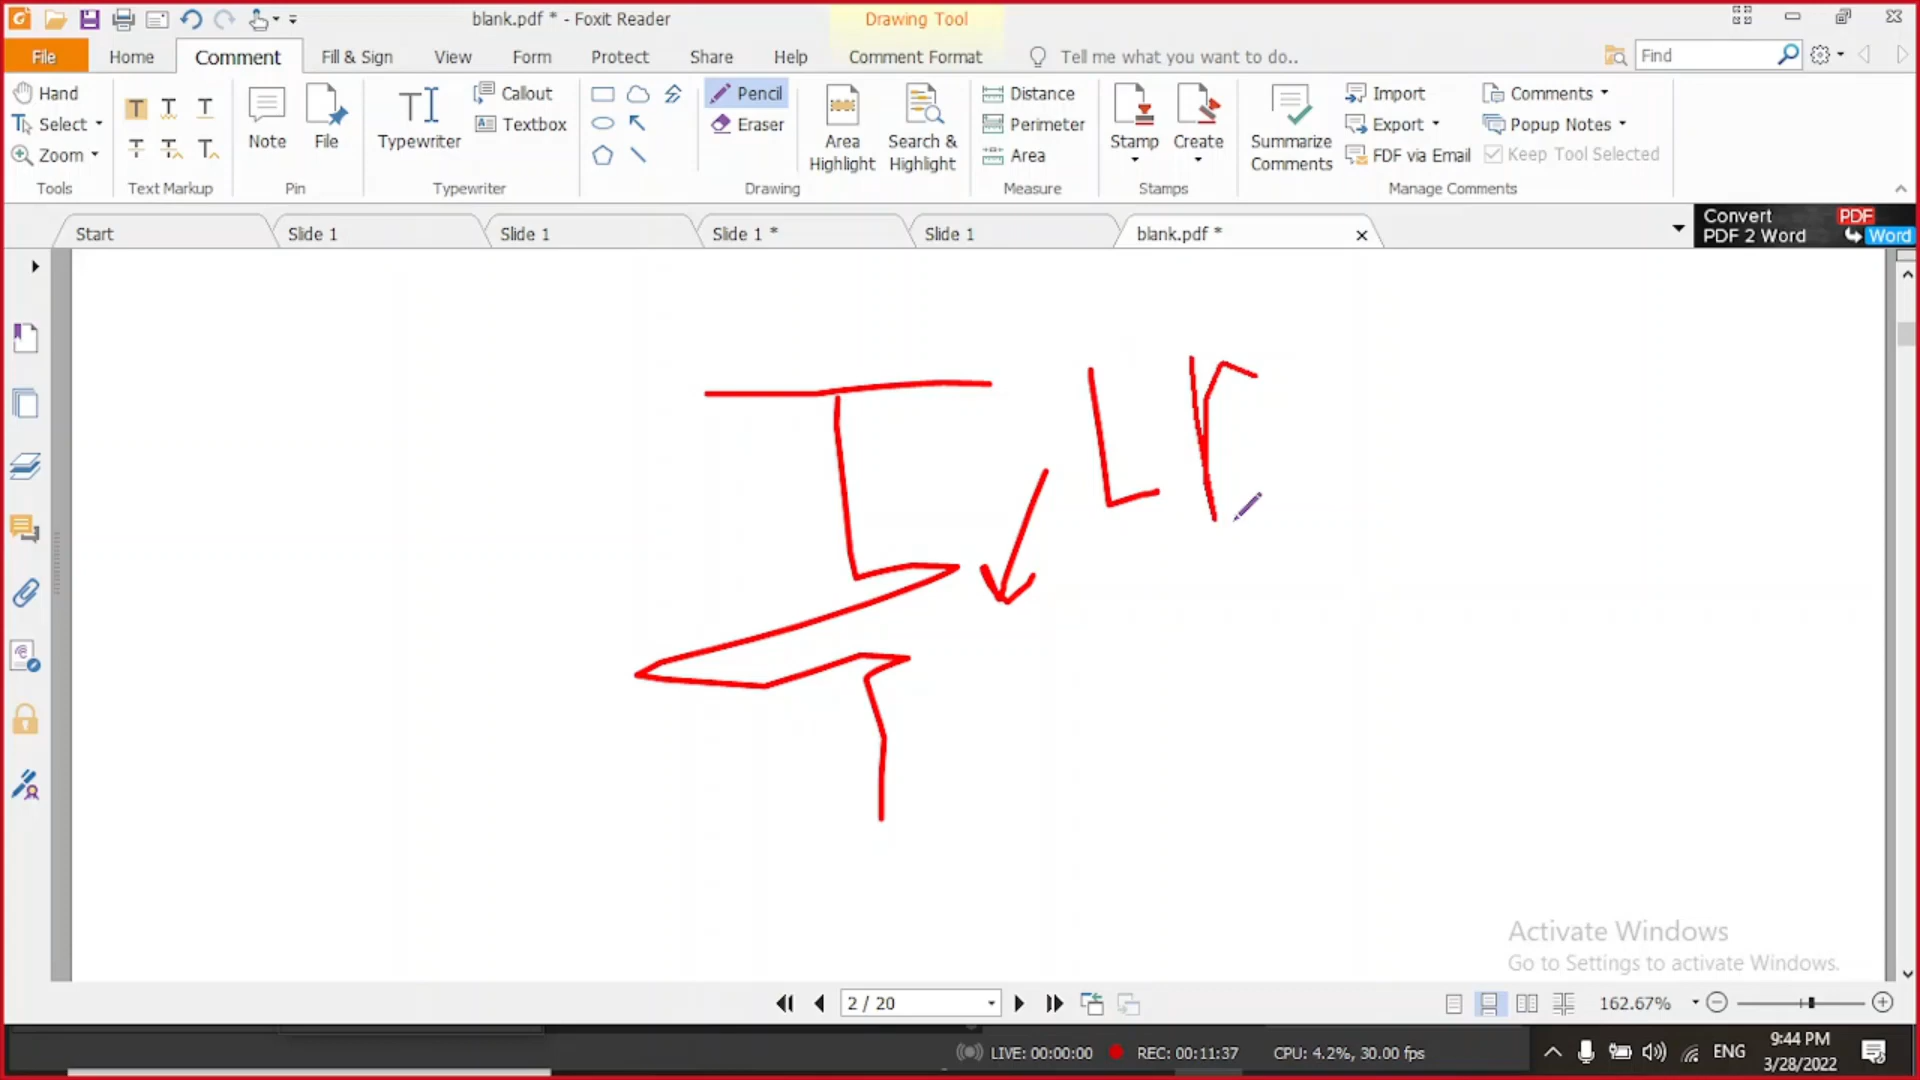 blank.pdf * - Foxit Reader
Drawing Tool
File Home Comment Fill & Sign View Form Protect Share Help Comment Format Tell me what you want to do.. Find
Hand
Select
Zoom
Tools
Text Markup
Note
File
Pin
Typewriter
Callout
Textbox
Typewriter
Pencil
Eraser
Drawing
Area Highlight
Search & Highlight
Distance
Perimeter
Area
Measure
Stamp
Create
Stamps
Summarize Comments
Import
Export
FDF via Email
Comments
Popup Notes
Keep Tool Selected
Manage Comments
Start Slide 1 Slide 1 Slide 1 * Slide 1 blank.pdf *
Convert PDF
PDF 2 Word Word
Activate Windows
Go to Settings to activate Windows.
2 / 20 162.67%
LIVE: 00:00:00 REC: 00:11:37 CPU: 4.2%, 30.00 fps ENG 9:44 PM
3/28/2022